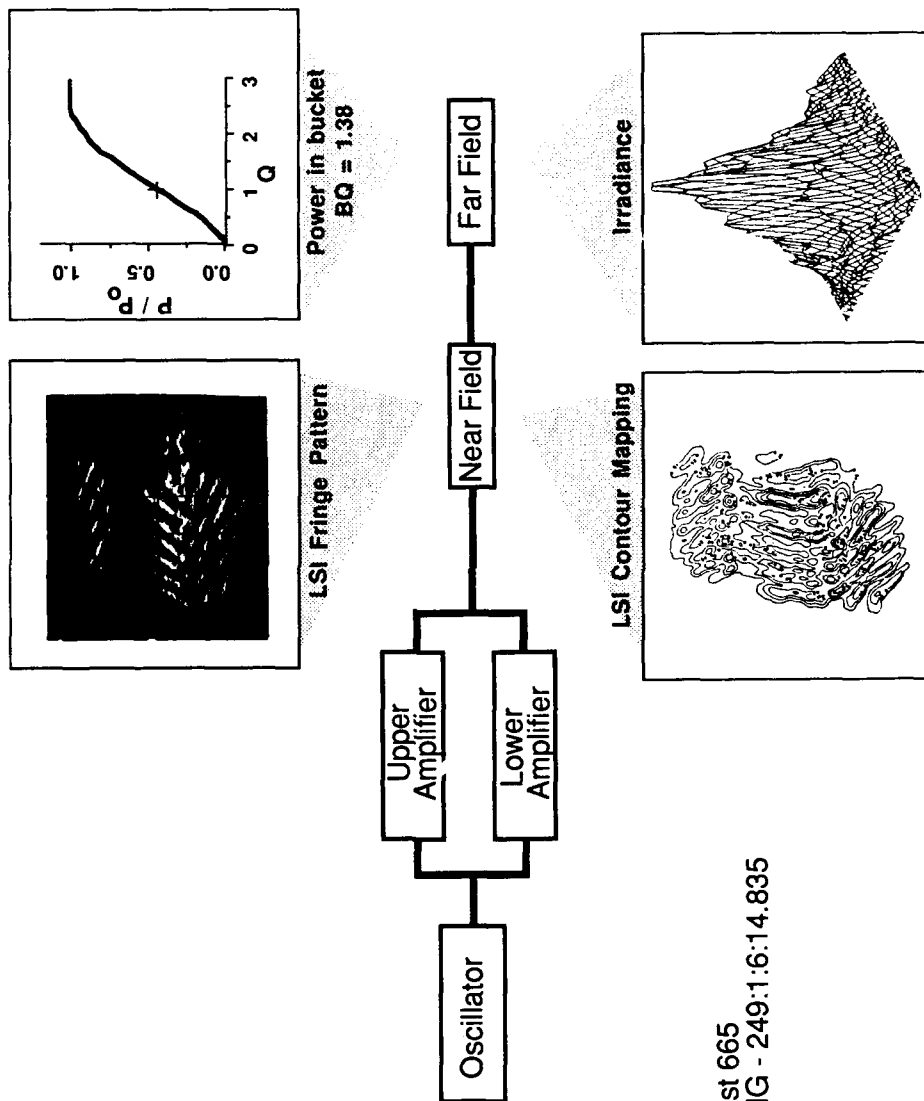 1.0
0.5
0.0
P / P₀
0
1
2
3
Q
Power in bucket
BQ = 1.38
LSI Fringe Pattern
Oscillator
Upper
Amplifier
Lower
Amplifier
Near Field
Far Field
LSI Contour Mapping
Irradiance
st 665
IG - 249:1:6:14.835